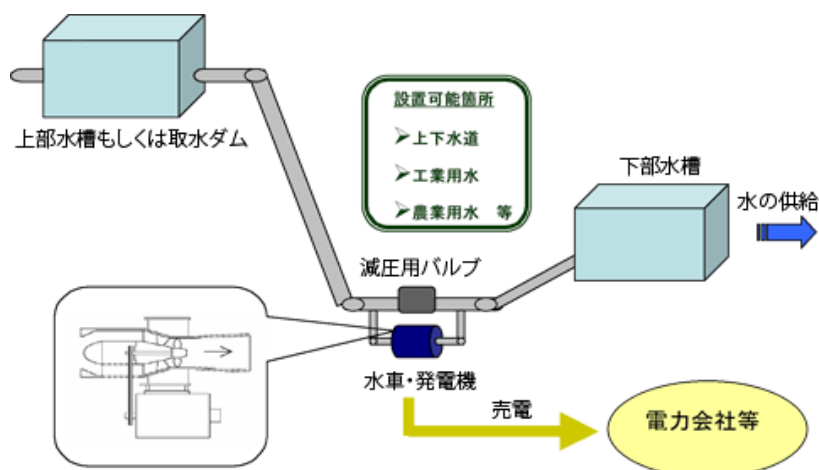 設置可能箇所
➢上下水道
➢工業用水
➢農業用水　等
上部水槽もしくは取水ダム
下部水槽
水の供給
減圧用バルブ
水車・発電機
売電
電力会社等